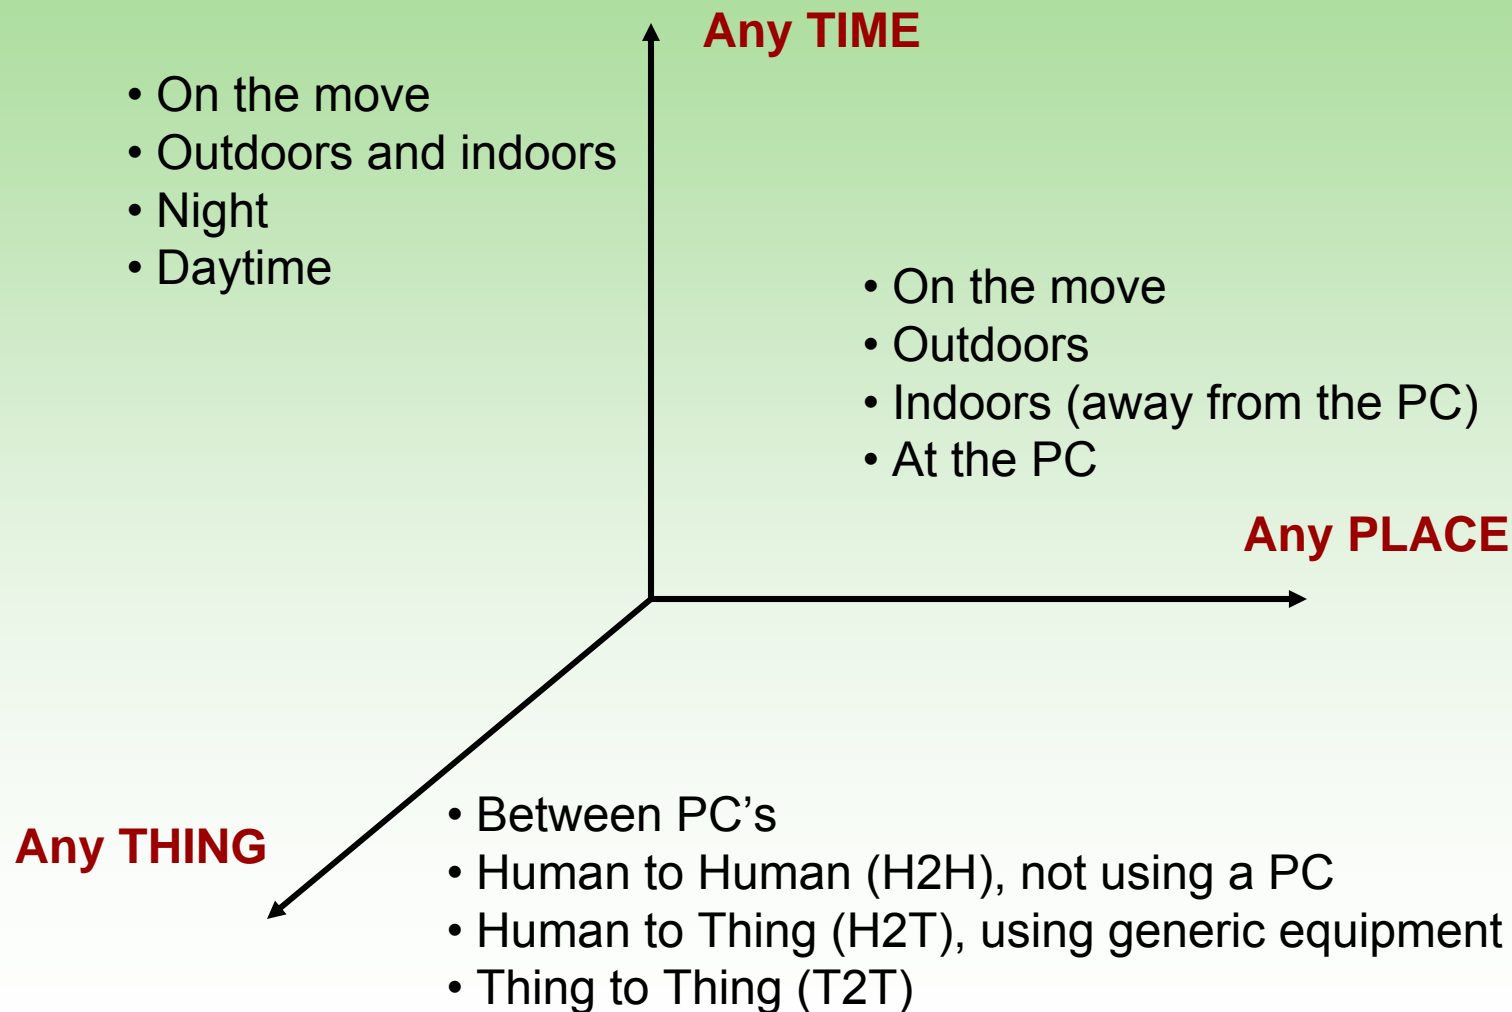 Any TIME
• On the move
• Outdoors and indoors
• Night
• Daytime
• On the move
• Outdoors
• Indoors (away from the PC)
• At the PC
Any PLACE
Any THING
• Between PC’s
• Human to Human (H2H), not using a PC
• Human to Thing (H2T), using generic equipment
• Thing to Thing (T2T)